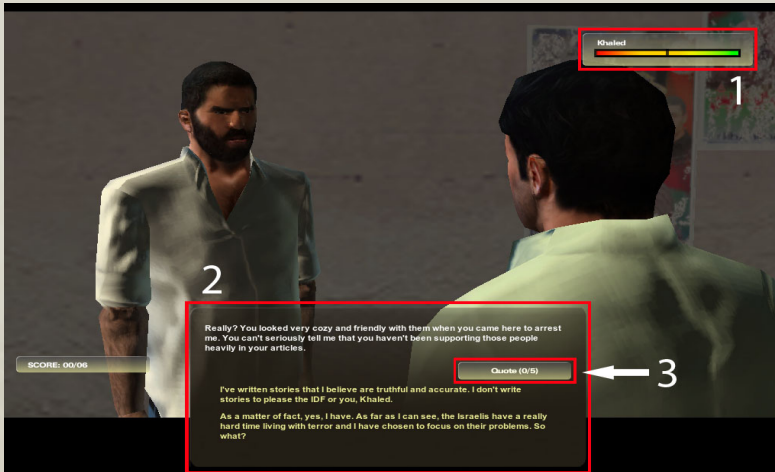 Khaled
1
2
Really? You looked very cozy and friendly with them when you came here to arrest
me. You can't seriously tell me that you haven't been supporting those people
heavily in your articles.
SCORE: 00/06
Quote (0/5)
3
I've written stories that I believe are truthful and accurate. I don't write
stories to please the IDF or you, Khaled.
As a matter of fact, yes, I have. As far as I can see, the Israelis have a really
hard time living with terror and I have chosen to focus on their problems. So
what?